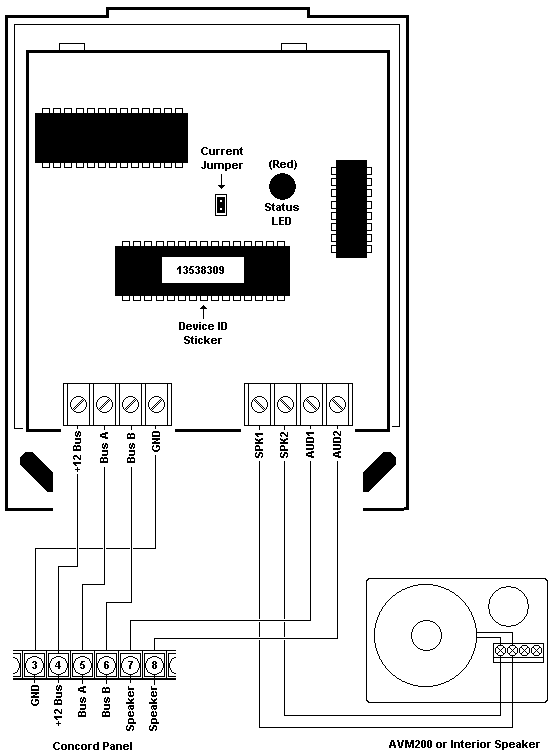 Current
Jumper
(Red)
Status
LED
13538309
Device ID
Sticker
+12 Bus
Bus A
Bus B
GND
SPK1
SPK2
AUD1
AUD2
3
4
5
6
7
8
GND
+12 Bus
Bus A
Bus B
Speaker
Speaker
Concord Panel
AVM200 or Interior Speaker